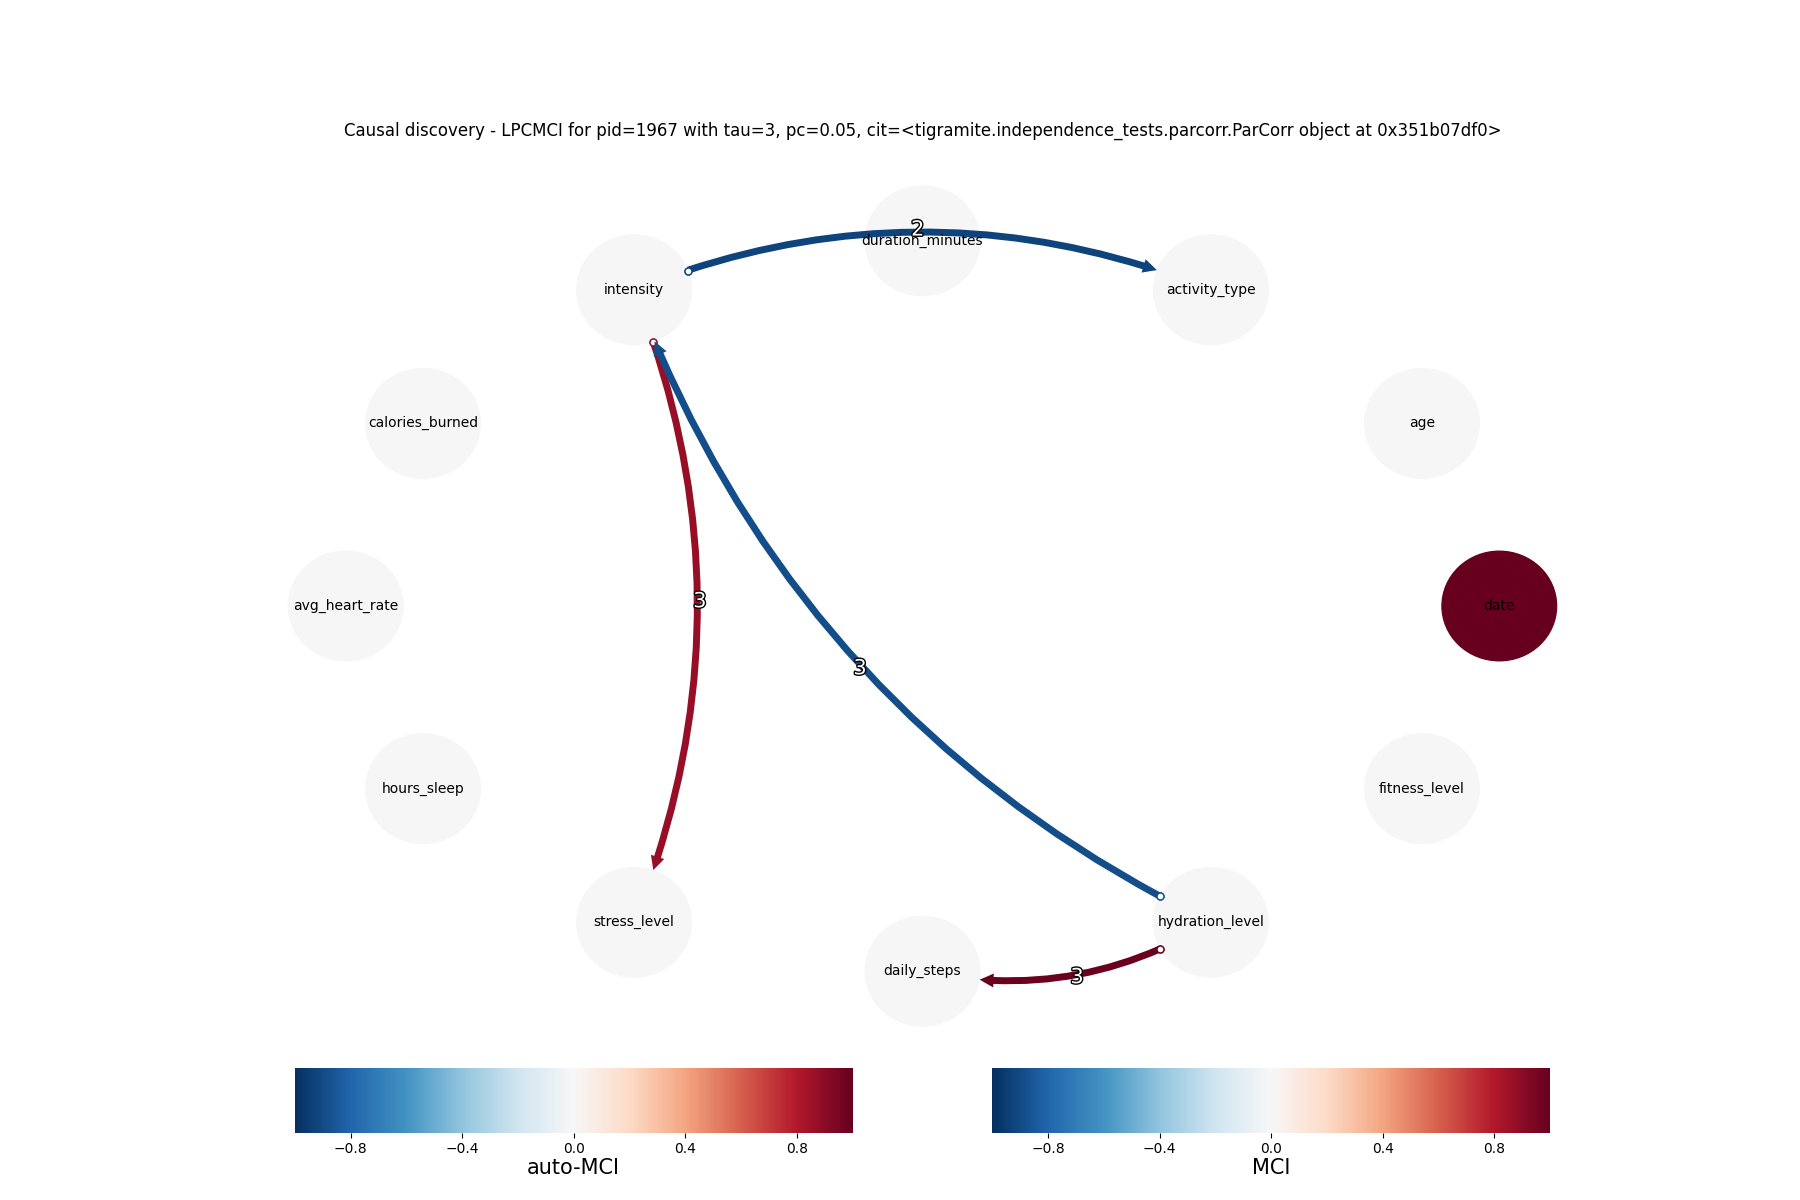 Causal discovery - LPCMCI for pid=1967 with tau=3, pc=0.05, cit=<tigramite.independence_tests.parcorr.ParCorr object at 0x351b07df0>
2
duration_minutes
intensity
activity_type
calories_burned
age
3
avg_heart_rate
date
3
hours_sleep
fitness_level
stress_level
hydration_level
daily_steps
3
−0.8 −0.4 0.0 0.4 0.8
auto-MCI
−0.8 −0.4 0.0 0.4 0.8
MCI